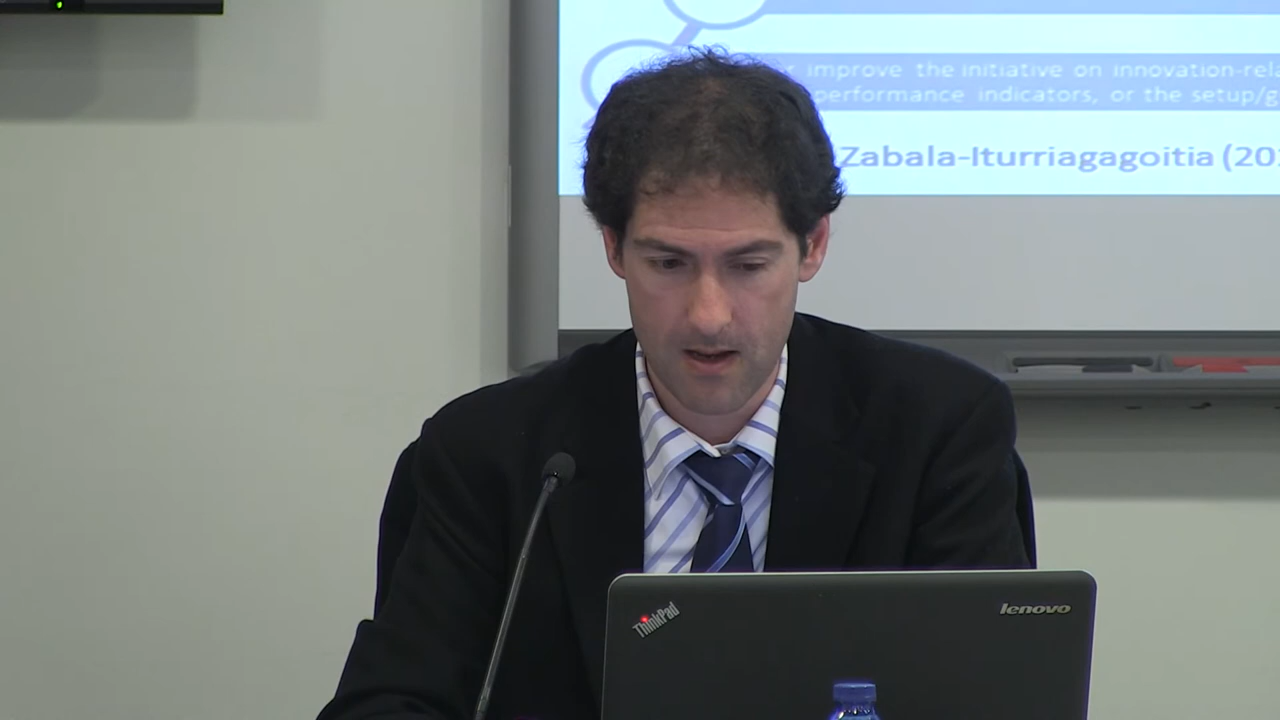 improve the initiative on innovation-rela
performance indicators, or the setup/g
Zabala-Iturriagagoitia (20
ThinkPad
lenovo